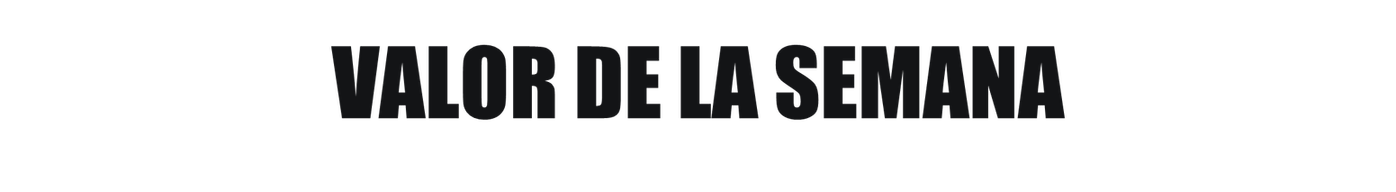 VALOR DE LA SEMANA